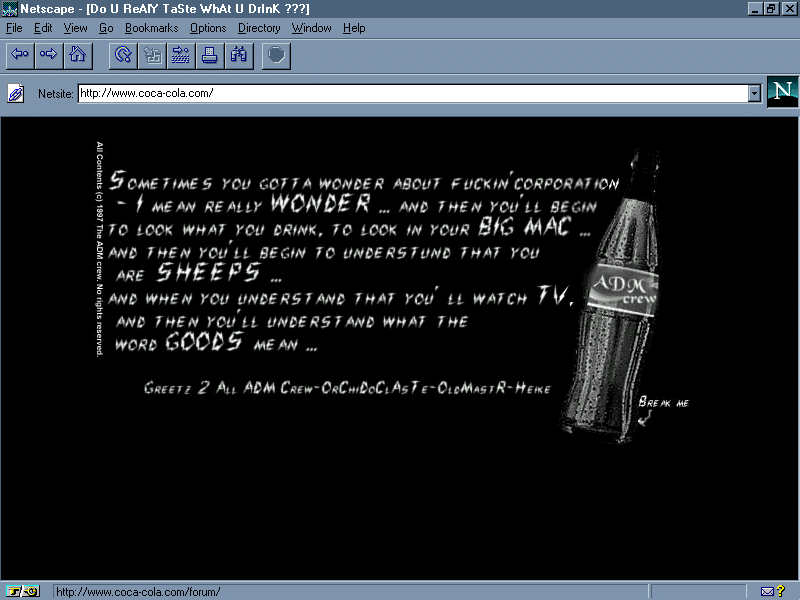 Netscape - [Do U ReAlY TaSte WhAt U DrInK ???]
File Edit View Go Bookmarks Options Directory Window Help
Netsite: http://www.coca-cola.com/
N
All Contents (c) 1997 The ADM crew. No rights reserved.
Sometimes you gotta wonder about fuckin'corporation
- I mean really WONDER ... and then you'll begin
to look what you drink, to look in your BIG MAC ...
and then you'll begin to understund that you
are SHEEPS ...
and when you understand that you'll watch TV,
and then you'll understand what the
word GOODS mean ...
Greetz 2 All ADM Crew-OrChiDoClAsTe-OldMastR-Heike
ADM
crew
Break me
http://www.coca-cola.com/forum/